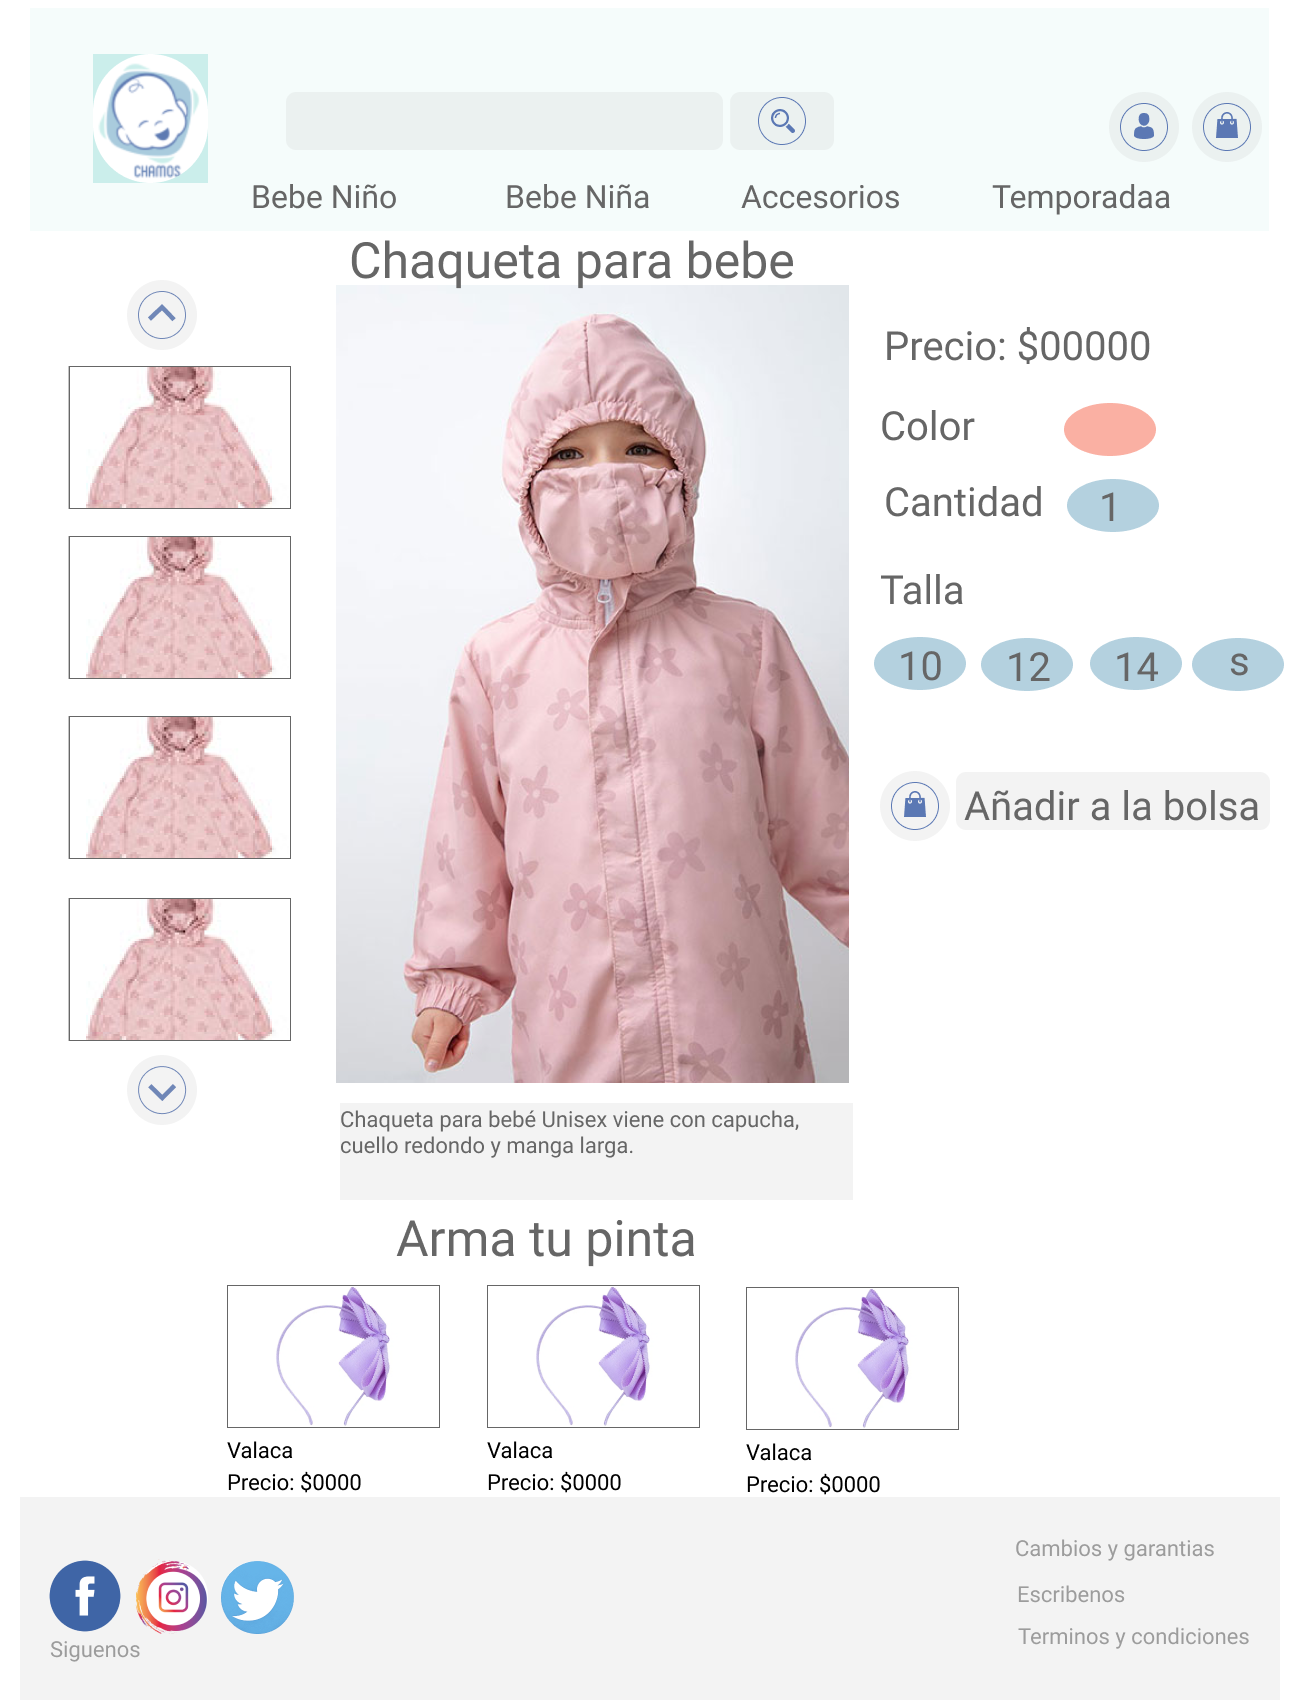 CHAMOS
Bebe Niño
Bebe Niña
Accesorios
Temporadaa
Chaqueta para bebe
Precio: $00000
Color
Cantidad
1
Talla
10
12
14
s
Añadir a la bolsa
Chaqueta para bebé Unisex viene con capucha,
cuello redondo y manga larga.
Arma tu pinta
Valaca
Precio: $0000
Valaca
Precio: $0000
Valaca
Precio: $0000
Siguenos
Cambios y garantias
Escribenos
Terminos y condiciones